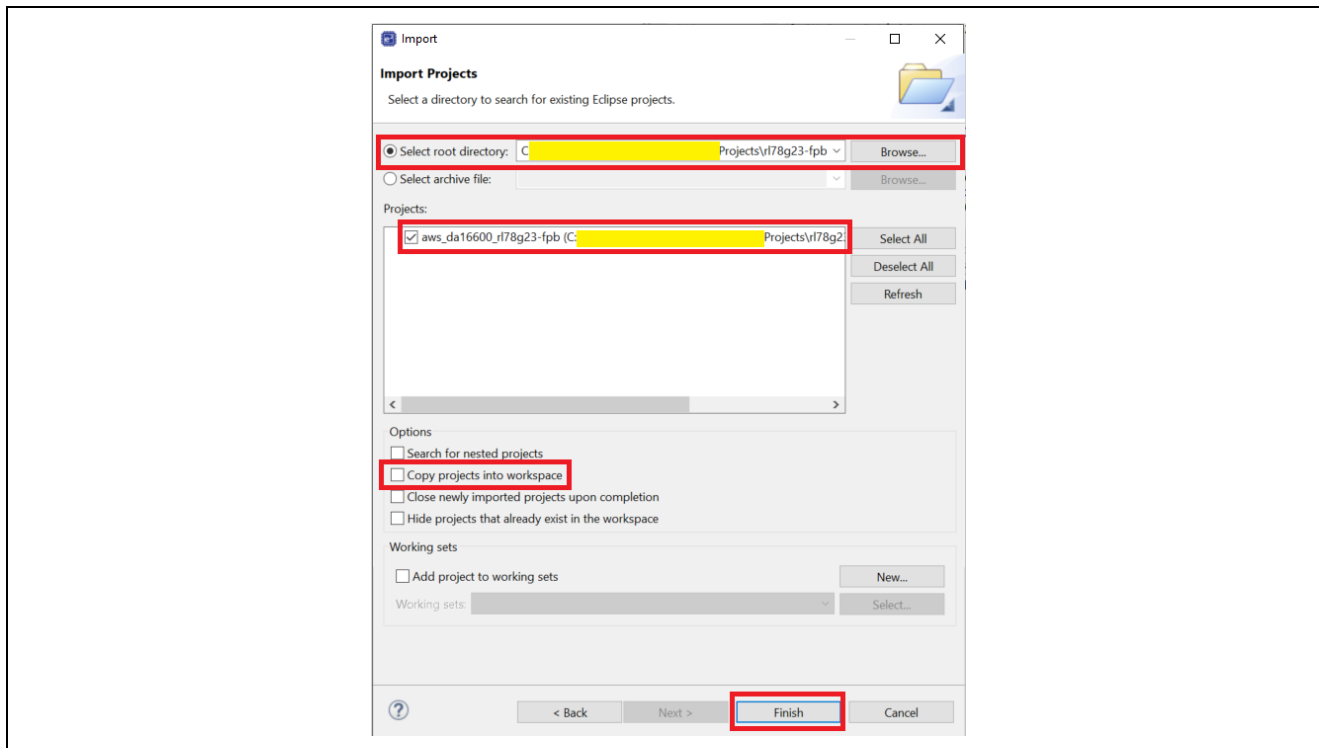 Import
Import Projects
Select a directory to search for existing Eclipse projects.
Select root directory: C Projects\rl78g23-fpb Browse...
Select archive file: Browse...
Projects:
aws_da16600_rl78g23-fpb (C: Projects\rl78g2 Select All
Deselect All
Refresh
Options
Search for nested projects
Copy projects into workspace
Close newly imported projects upon completion
Hide projects that already exist in the workspace
Working sets
Add project to working sets New...
Working sets: Select...
? < Back Next > Finish Cancel